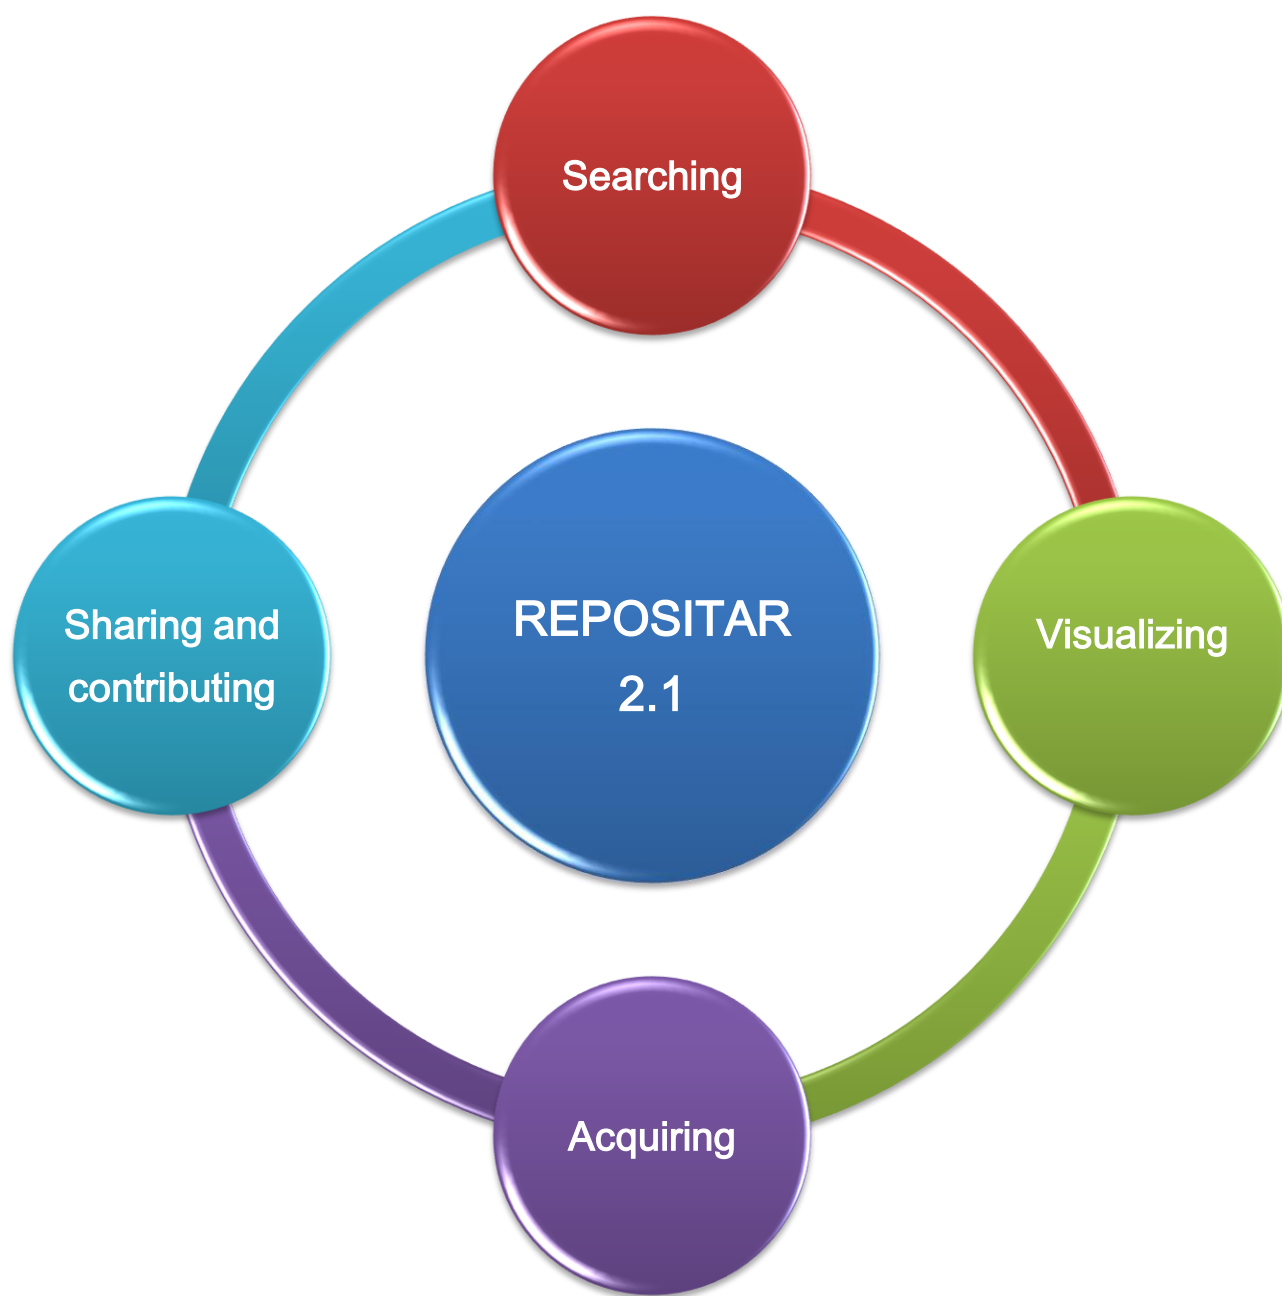 Searching
Sharing and
contributing
REPOSITAR
2.1
Visualizing
Acquiring